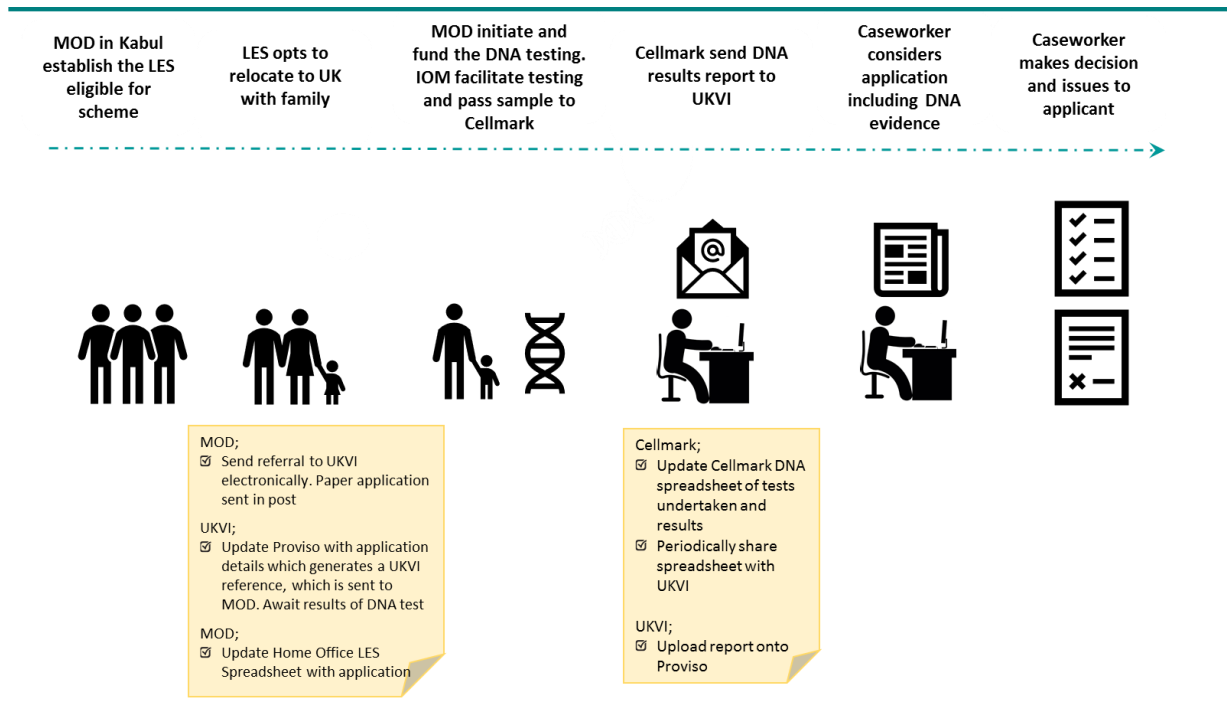 MOD in Kabul
establish the LES
eligible for
scheme
LES opts to
relocate to UK
with family
MOD initiate and
fund the DNA testing.
IOM facilitate testing
and pass sample to
Cellmark
Cellmark send DNA
results report to
UKVI
Caseworker
considers
application
including DNA
evidence
Caseworker
makes decision
and issues to
applicant
@
MOD;
☑ Send referral to UKVI
electronically. Paper application
sent in post
UKVI;
☑ Update Proviso with application
details which generates a UKVI
reference, which is sent to
MOD. Await results of DNA test
MOD;
☑ Update Home Office LES
Spreadsheet with application
Cellmark;
☑ Update Cellmark DNA
spreadsheet of tests
undertaken and
results
☑ Periodically share
spreadsheet with
UKVI
UKVI;
☑ Upload report onto
Proviso